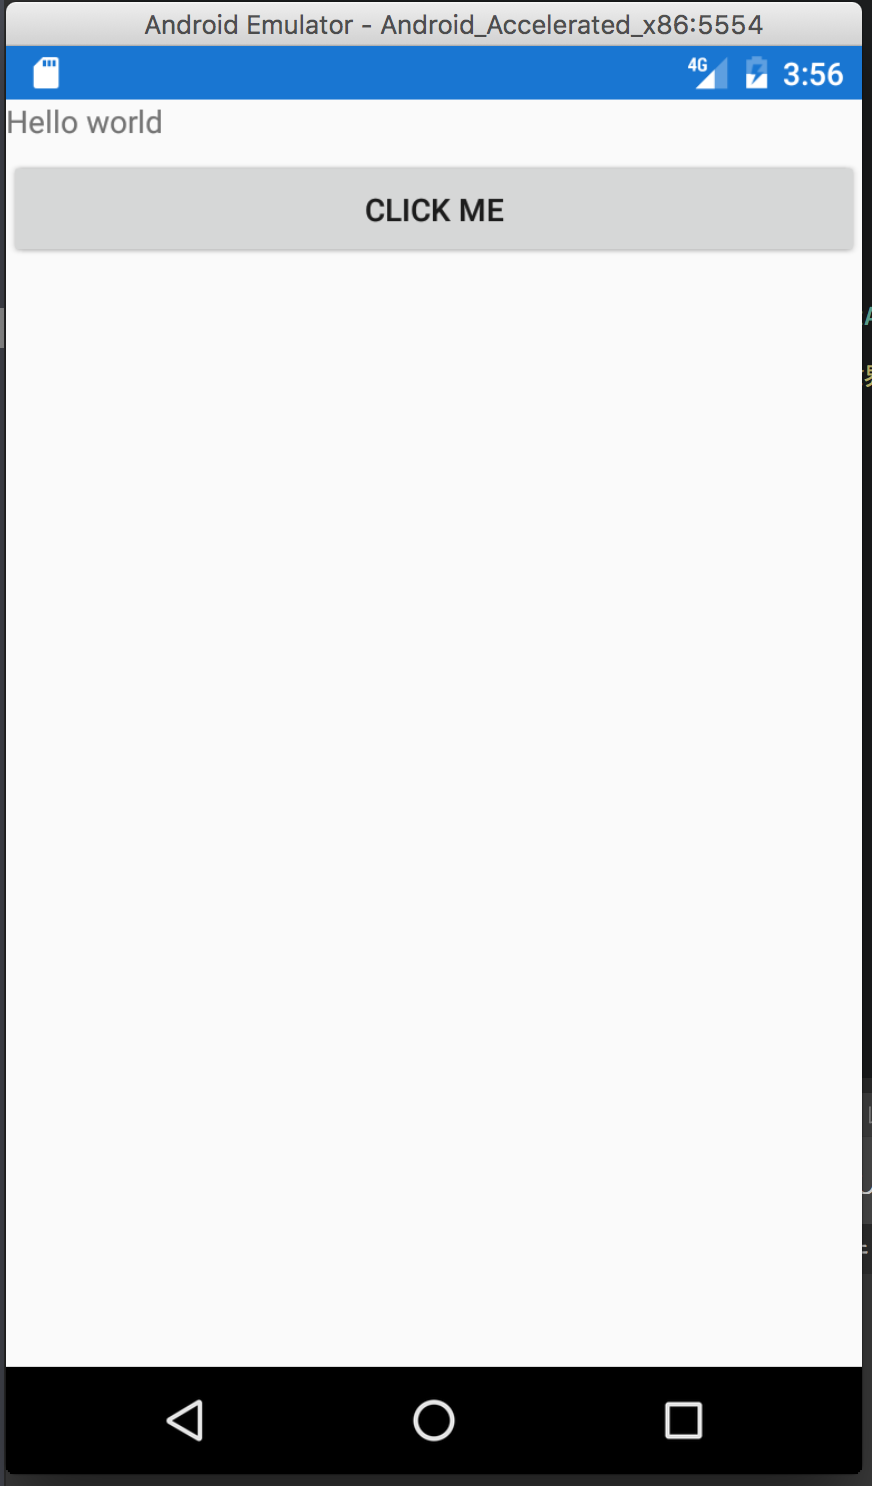 Android Emulator - Android_Accelerated_x86:5554
4G 3:56
Hello world
CLICK ME